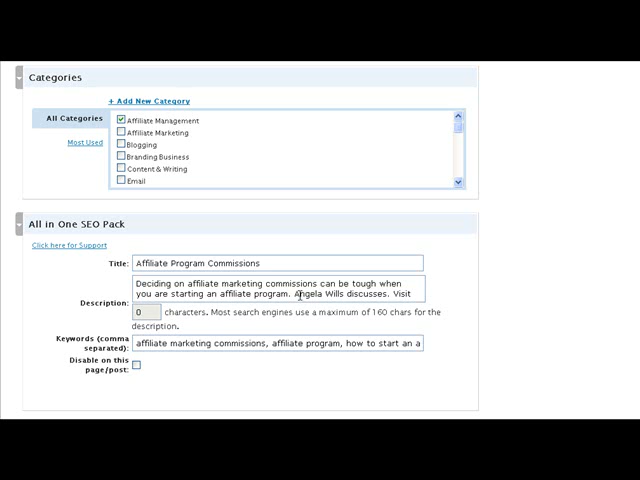 Categories
+ Add New Category
All Categories
Most Used
Affiliate Management
Affiliate Marketing
Blogging
Branding Business
Content & Writing
Email
All in One SEO Pack
Click here for Support
Title: Affiliate Program Commissions
Deciding on affiliate marketing commissions can be tough when
you are starting an affiliate program. Angela Wills discusses. Visit
Description:
0 characters. Most search engines use a maximum of 160 chars for the
description.
Keywords (comma
separated): affiliate marketing commissions, affiliate program, how to start an a
Disable on this
page/post: